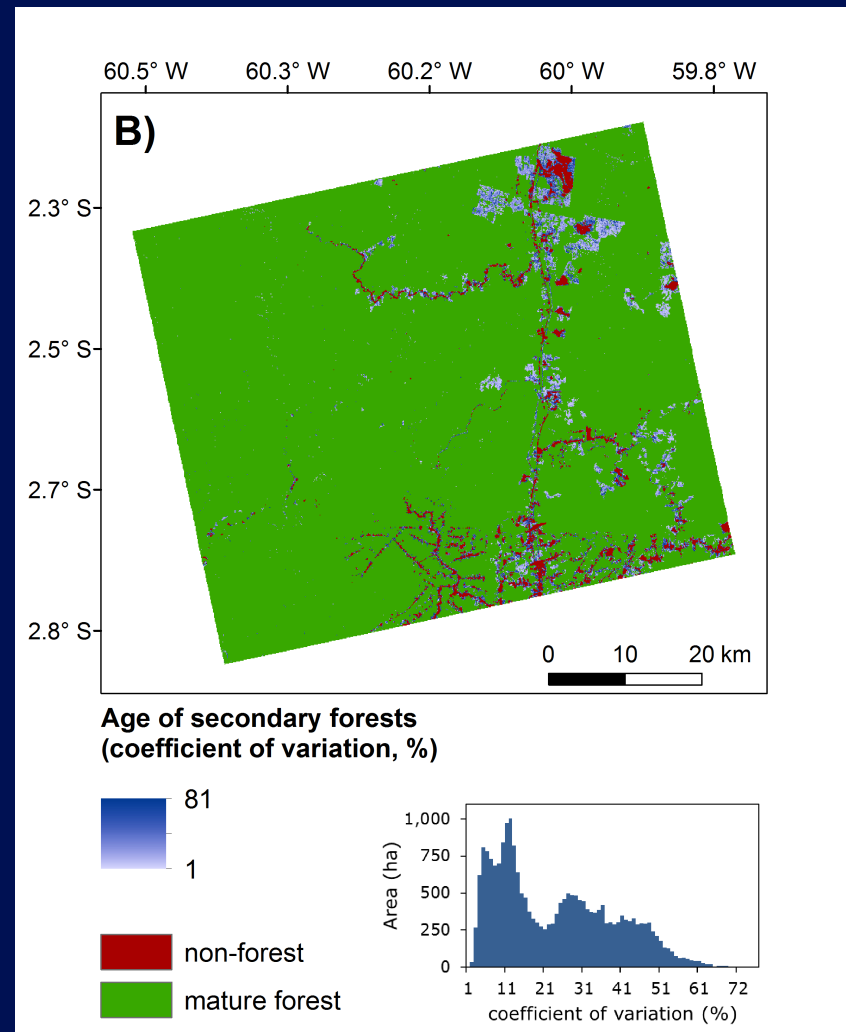 60.5° W 60.3° W 60.2° W 60° W 59.8° W
B)
2.3° S
2.5° S
2.7° S
2.8° S
0 10 20 km
Age of secondary forests
(coefficient of variation, %)
81
1
non-forest
mature forest
1,000
750
500
250
0
Area (ha)
1 11 21 31 41 51 61 72
coefficient of variation (%)